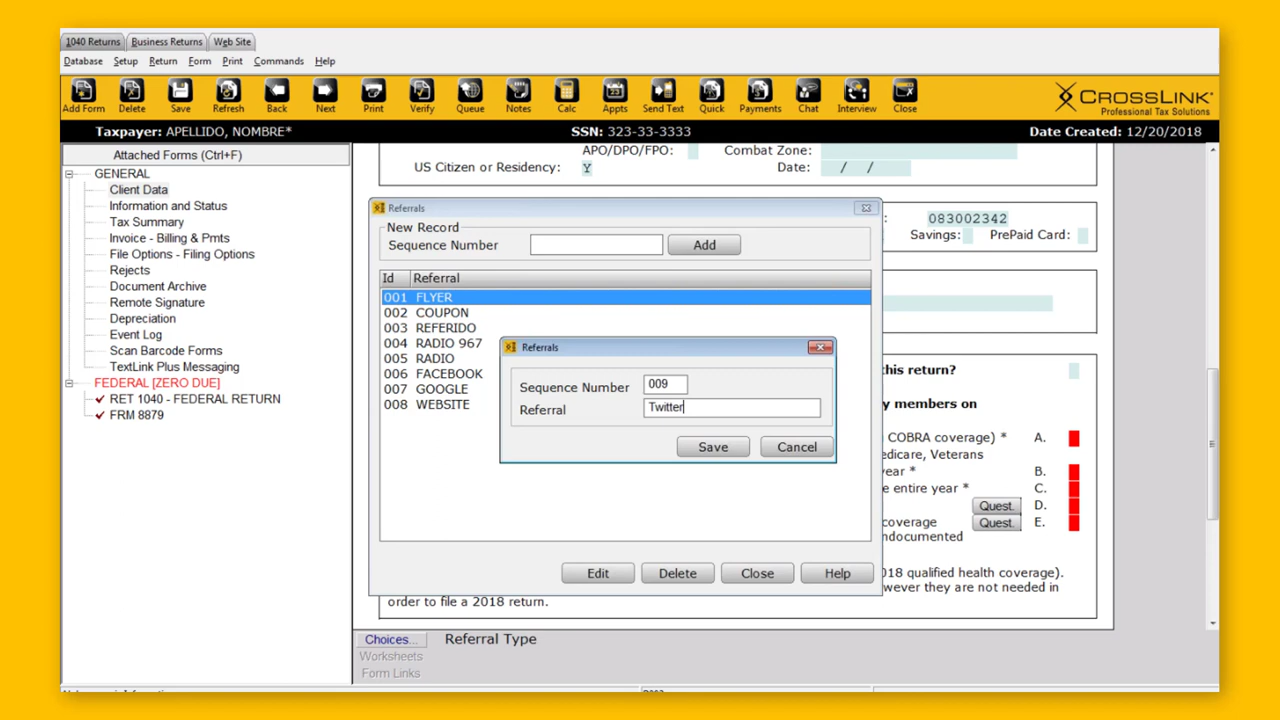 1040 Returns Business Returns Web Site
Database Setup Return Form Print Commands Help
Add Form Delete Save Refresh Back Next Print Verify Queue Notes Calc Appts Send Text Quick Payments Chat Interview Close
CROSSLINK
Professional Tax Solutions
Taxpayer: APELLIDO, NOMBRE* SSN: 323-33-3333 Date Created: 12/20/2018
Attached Forms (Ctrl+F)
GENERAL
Client Data
Information and Status
Tax Summary
Invoice - Billing & Pmts
File Options - Filing Options
Rejects
Document Archive
Remote Signature
Depreciation
Event Log
Scan Barcode Forms
TextLink Plus Messaging
FEDERAL [ZERO DUE]
RET 1040 - FEDERAL RETURN
FRM 8879
APO/DPO/FPO: Combat Zone:
US Citizen or Residency: Y Date: / /
: 083002342
Savings: PrePaid Card:
Referrals
New Record
Sequence Number Add
Id Referral
001 FLYER
002 COUPON
003 REFERIDO
004 RADIO 967
005 RADIO
006 FACEBOOK
007 GOOGLE
008 WEBSITE
Referrals
Sequence Number 009
Referral Twitter
Save Cancel
Edit Delete Close Help
his return?
y members on
COBRA coverage) * A.
edicare, Veterans
ear * B.
e entire year * C.
Quest. D.
coverage Quest. E.
ndocumented
18 qualified health coverage).
wever they are not needed in
order to file a 2018 return.
Choices... Referral Type
Worksheets
Form Links